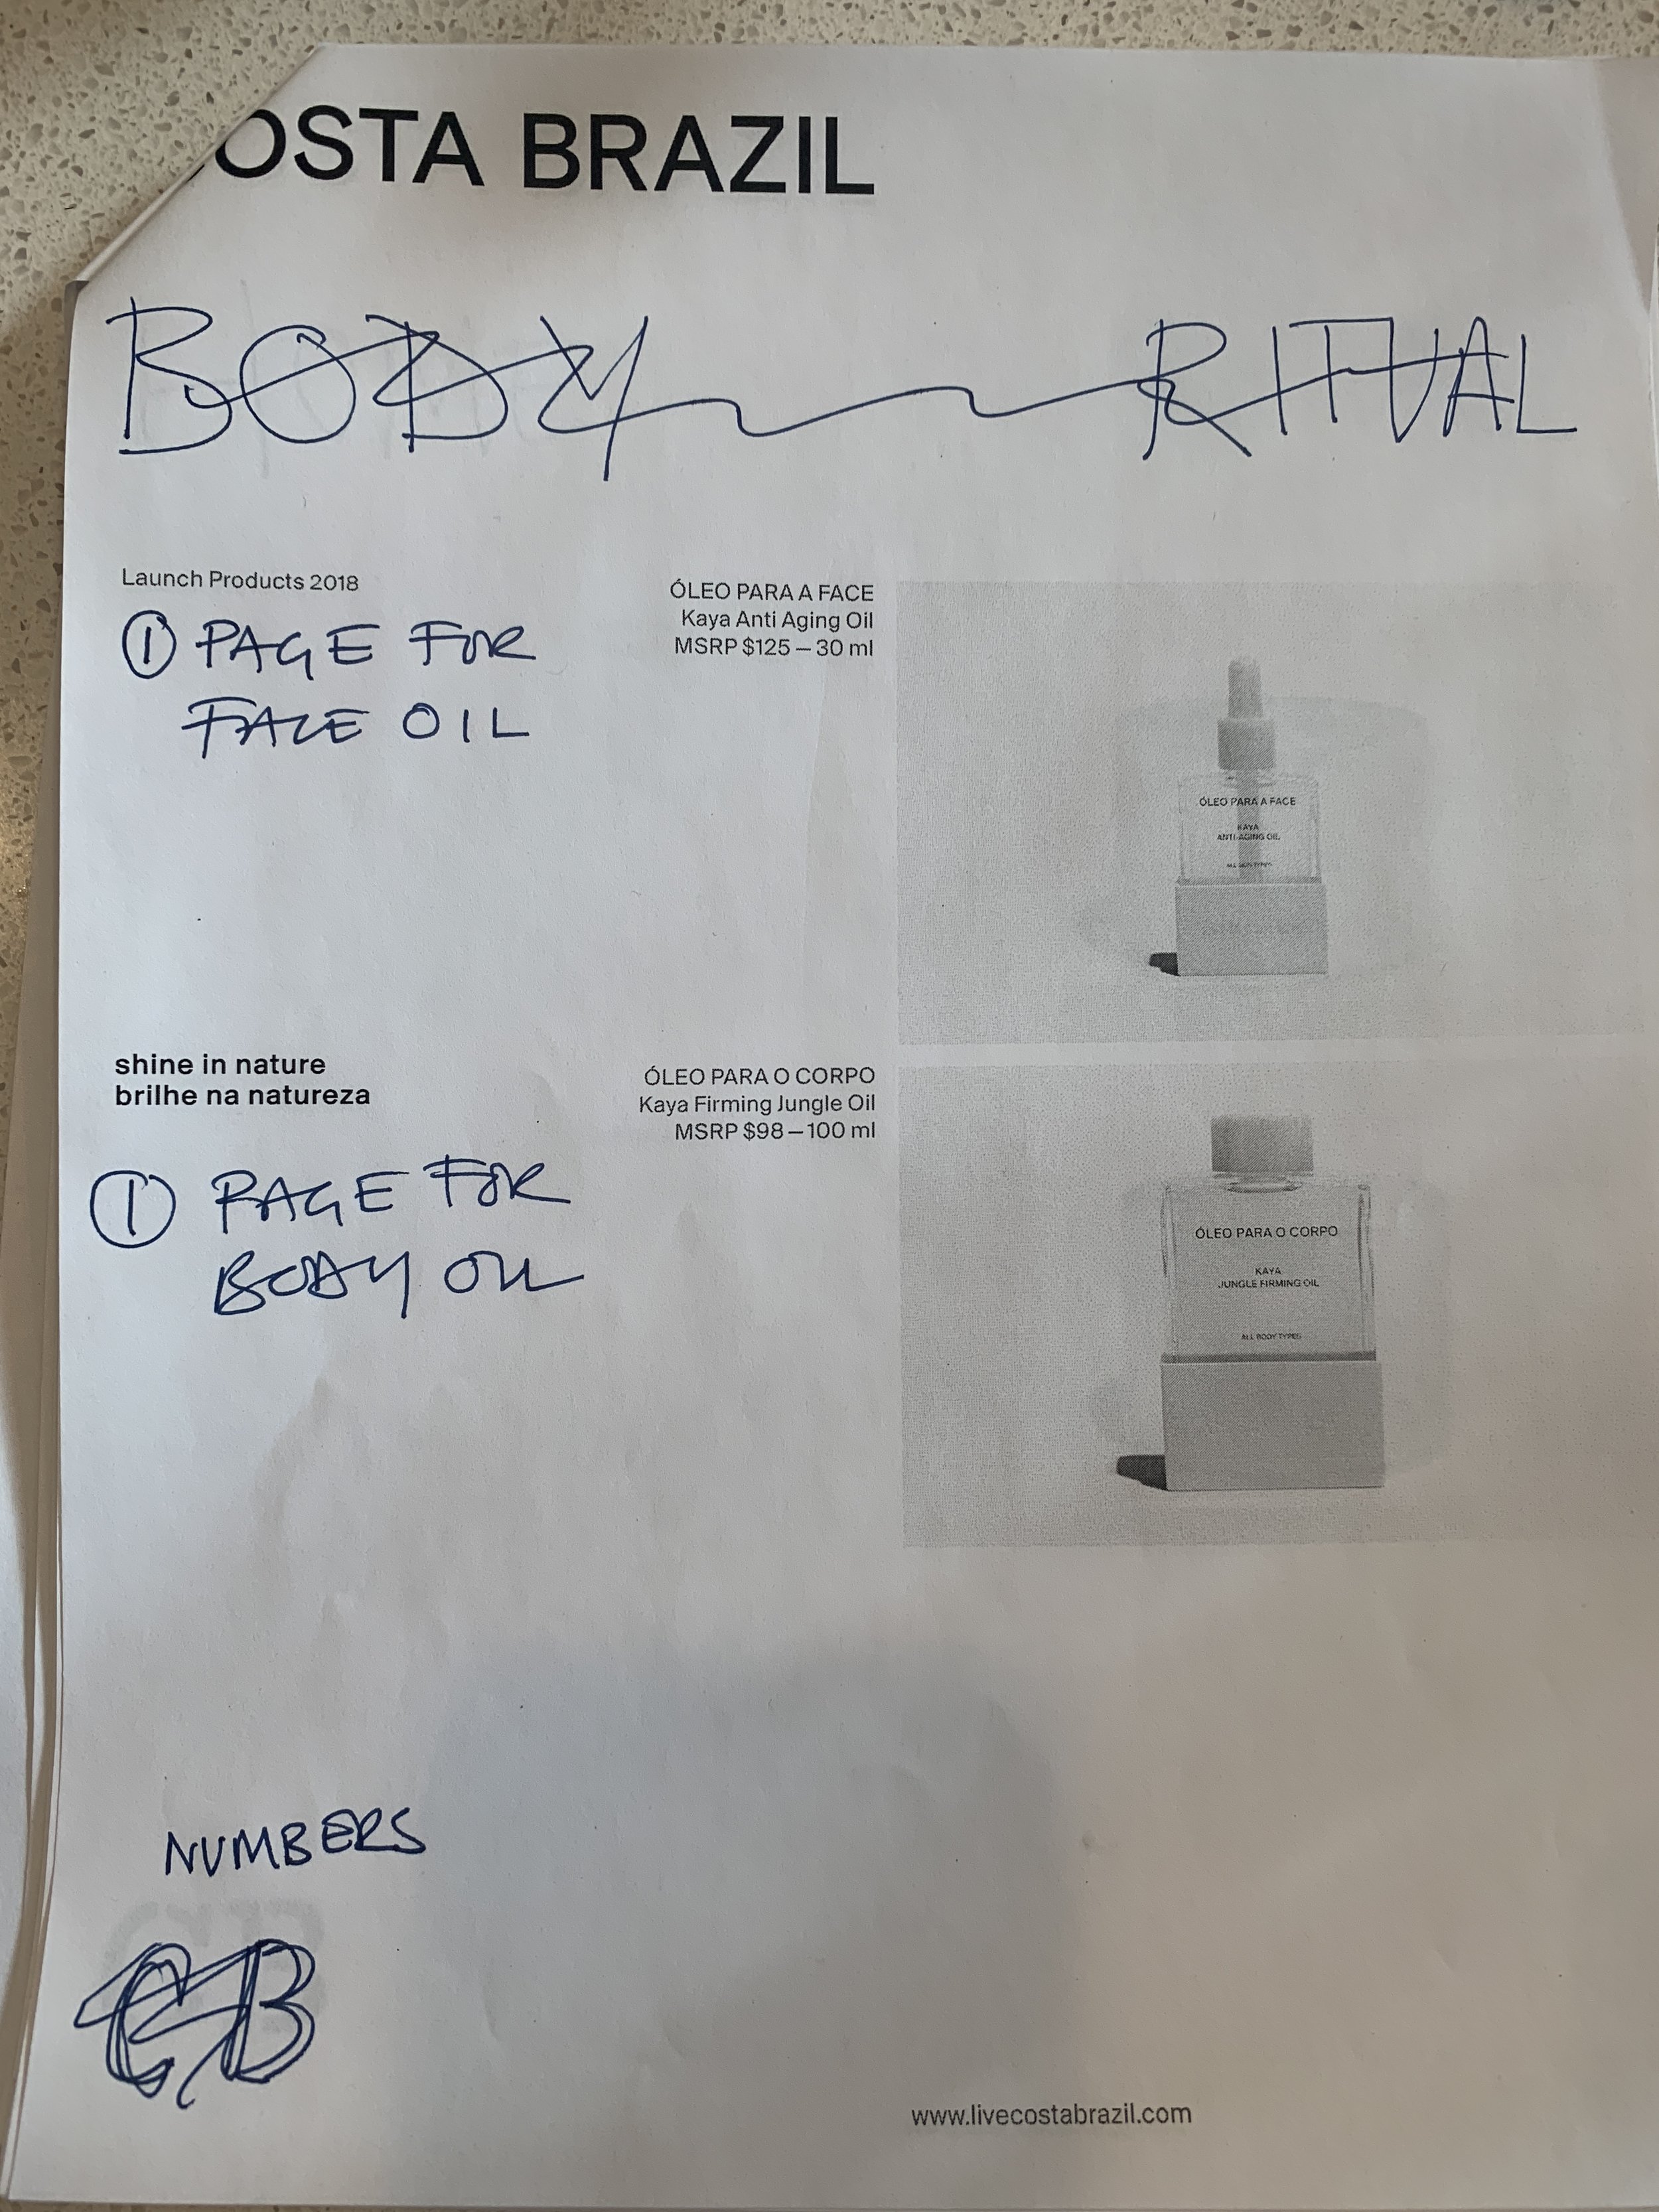 OSTA BRAZIL
BODY RITUAL
Launch Products 2018
① PAGE FOR
FACE OIL
ÓLEO PARA A FACE
Kaya Anti Aging Oil
MSRP $125 – 30 ml
ÓLEO PARA A FACE
KAYA
ANTI-AGING OIL
ALL SKIN TYPES
shine in nature
brilhe na natureza
① PAGE FOR
BODY OIL
ÓLEO PARA O CORPO
Kaya Firming Jungle Oil
MSRP $98 – 100 ml
ÓLEO PARA O CORPO
KAYA
JUNGLE FIRMING OIL
ALL BODY TYPES
NUMBERS
CB
www.livecostabrazil.com